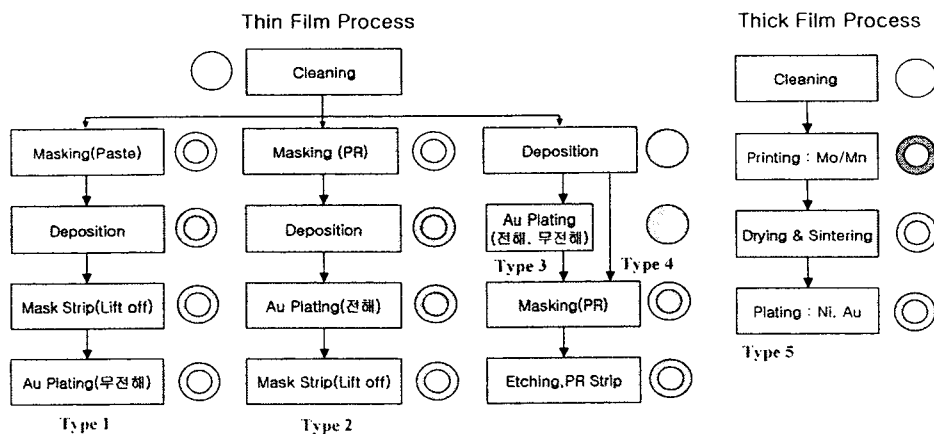 Thin Film Process
Cleaning
Masking(Paste)
Deposition
Mask Strip(Lift off)
Au Plating(무전해)
Type 1
Masking (PR)
Deposition
Au Plating(전해)
Mask Strip(Lift off)
Type 2
Deposition
Au Plating
(전해, 무전해)
Type 3
Type 4
Masking(PR)
Etching,PR Strip
Thick Film Process
Cleaning
Printing : Mo/Mn
Drying & Sintering
Plating : Ni, Au
Type 5